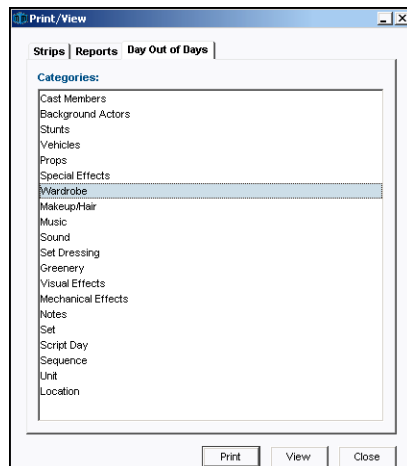 Print/View
Strips Reports Day Out of Days
Categories:
Cast Members
Background Actors
Stunts
Vehicles
Props
Special Effects
Wardrobe
Makeup/Hair
Music
Sound
Set Dressing
Greenery
Visual Effects
Mechanical Effects
Notes
Set
Script Day
Sequence
Unit
Location
Print View Close